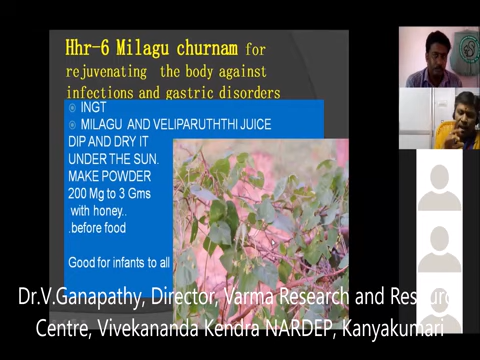 Hhr-6 Milagu churnam for
rejuvenating the body against
infections and gastric disorders
INGT
MILAGU AND VELIPARUTHTHI JUICE
DIP AND DRY IT
UNDER THE SUN.
MAKE POWDER
200 Mg to 3 Gms
with honey..
.before food
Good for infants to all
Dr.V.Ganapathy, Director, Varma Research and Resource
Centre, Vivekananda Kendra NARDEP, Kanyakumari